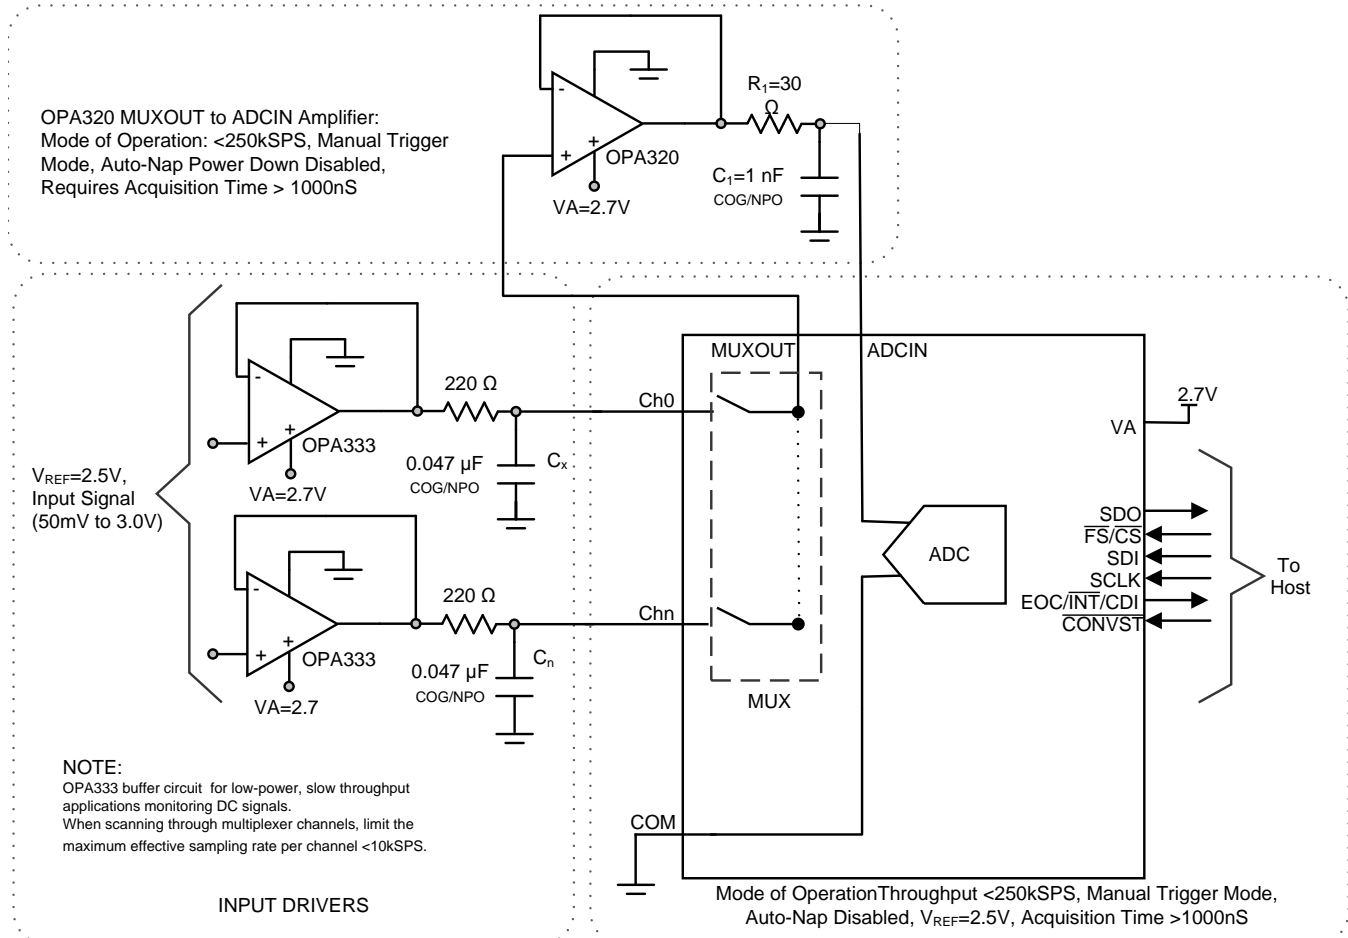 OPA320 MUXOUT to ADCIN Amplifier:
Mode of Operation: <250kSPS, Manual Trigger
Mode, Auto-Nap Power Down Disabled,
Requires Acquisition Time > 1000nS
-
+
+
OPA320
VA=2.7V
R1=30
Ω
C1=1 nF
COG/NPO
VREF=2.5V,
Input Signal
(50mV to 3.0V)
-
+
+
OPA333
VA=2.7V
220 Ω
0.047 µF
COG/NPO
Cx
Ch0
-
+
+
OPA333
VA=2.7
220 Ω
0.047 µF
COG/NPO
Cn
Chn
NOTE:
OPA333 buffer circuit for low-power, slow throughput
applications monitoring DC signals.
When scanning through multiplexer channels, limit the
maximum effective sampling rate per channel <10kSPS.
INPUT DRIVERS
MUXOUT
ADCIN
MUX
ADC
COM
2.7V
VA
SDO
FS/CS
SDI
SCLK
EOC/INT/CDI
CONVST
To
Host
Mode of OperationThroughput <250kSPS, Manual Trigger Mode,
Auto-Nap Disabled, VREF=2.5V, Acquisition Time >1000nS